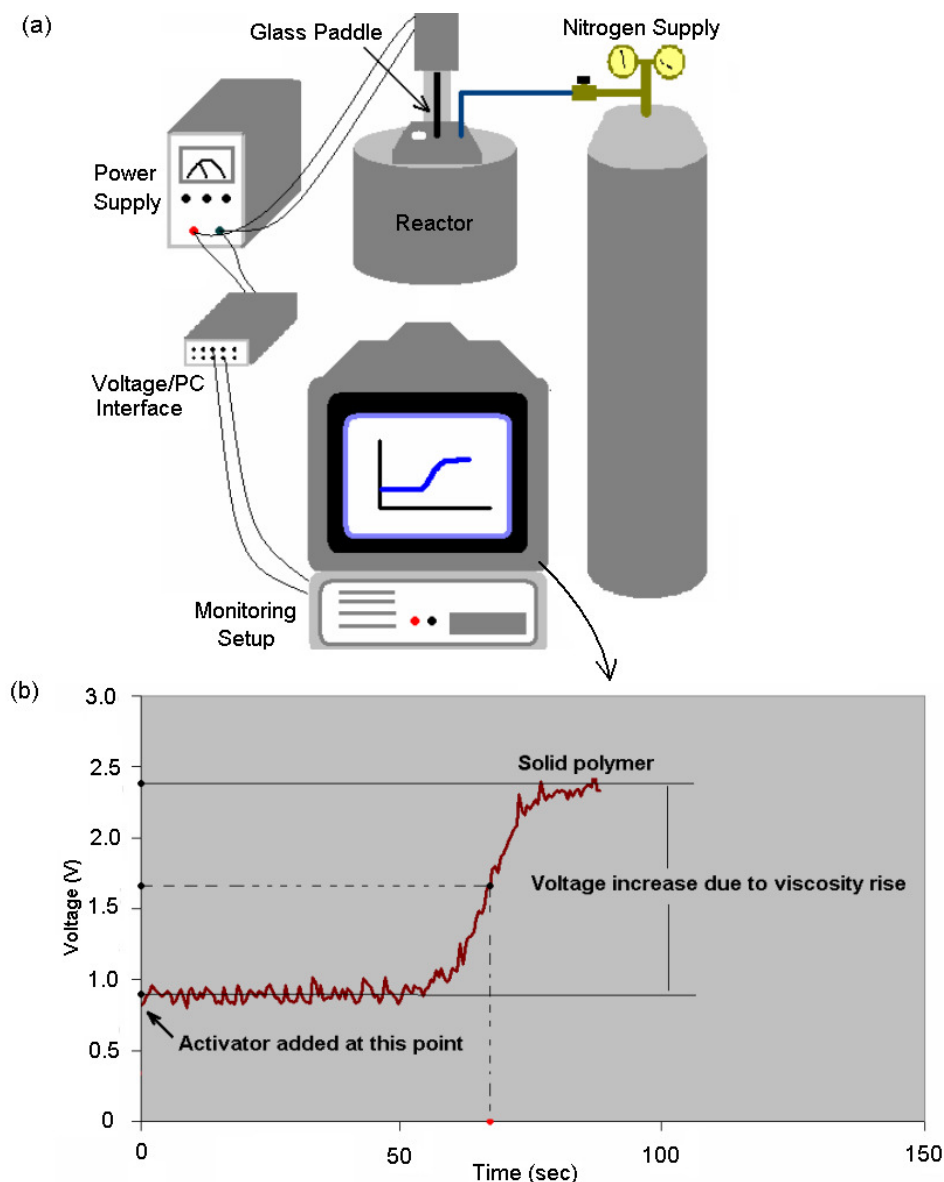 (a)
Glass Paddle
Nitrogen Supply
Power
Supply
Reactor
Voltage/PC
Interface
Monitoring
Setup
(b)
3.0
2.5
2.0
1.5
1.0
0.5
0
Voltage (V)
Solid polymer
Voltage increase due to viscosity rise
Activator added at this point
0
50
100
150
Time (sec)